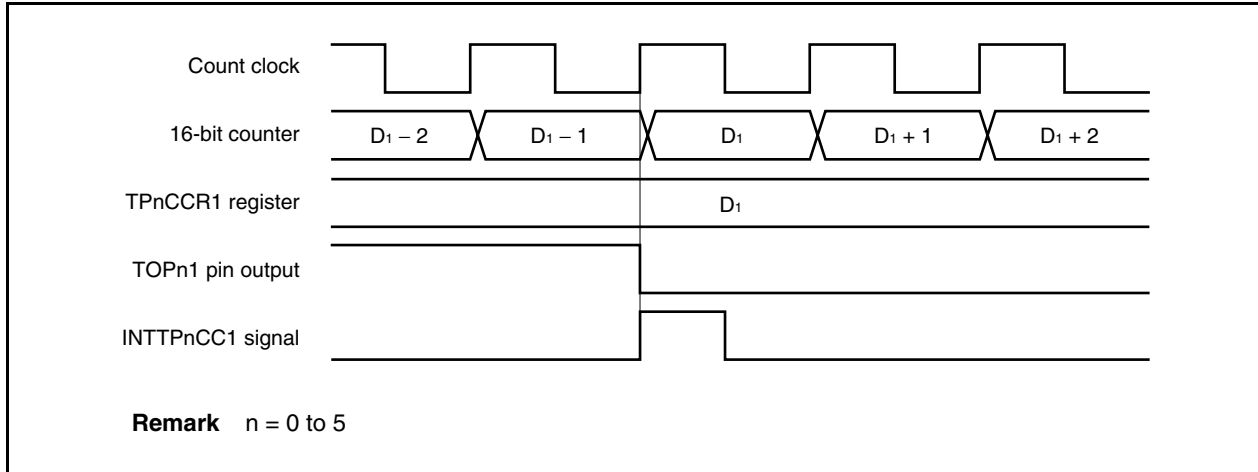 Count clock
16-bit counter
D1 − 2 D1 − 1 D1 D1 + 1 D1 + 2
TPnCCR1 register
D1
TOPn1 pin output
INTTPnCC1 signal
Remark n = 0 to 5